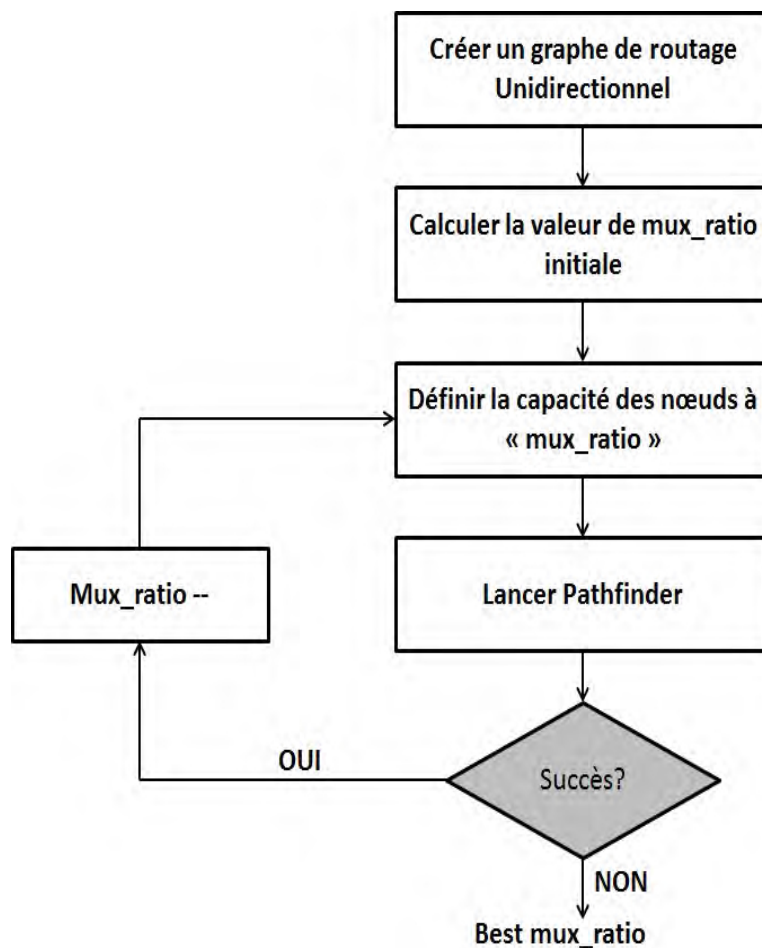 Créer un graphe de routage
Unidirectionnel
Calculer la valeur de mux_ratio
initiale
Définir la capacité des nœuds à
« mux_ratio »
Mux_ratio --
Lancer Pathfinder
OUI
Succès?
NON
Best mux_ratio